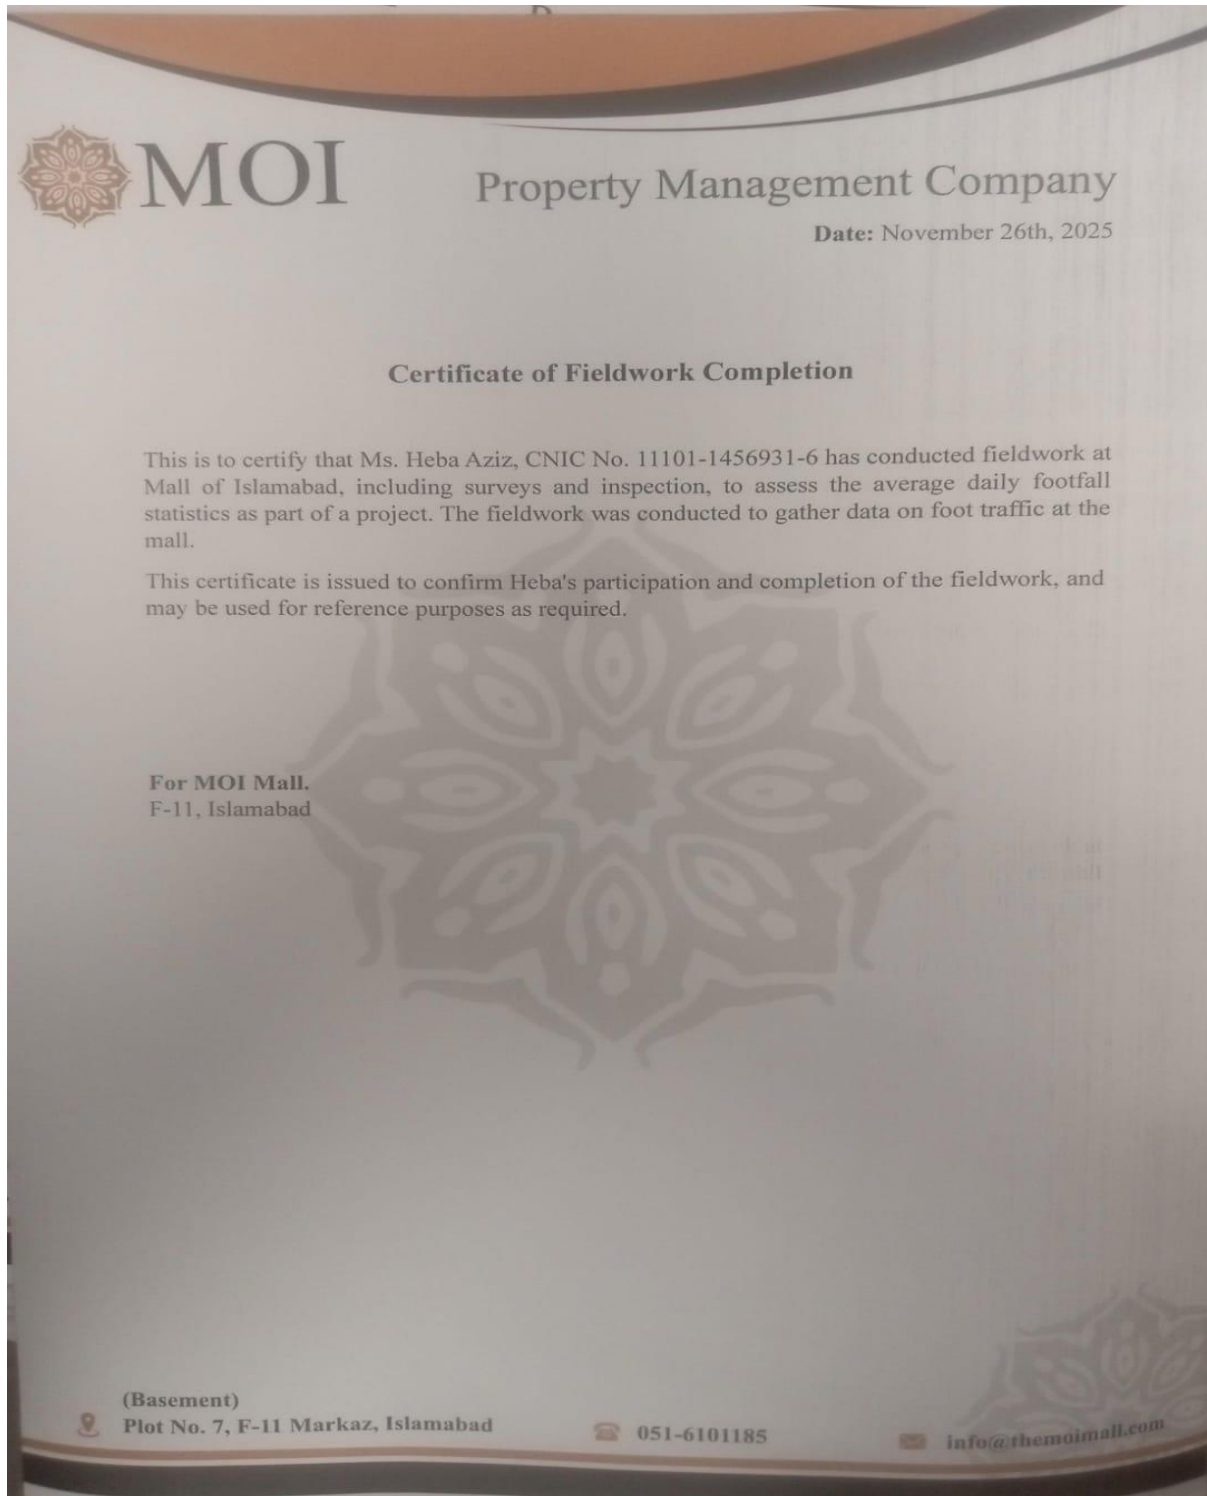 MOI
Property Management Company
Date: November 26th, 2025
Certificate of Fieldwork Completion
This is to certify that Ms. Heba Aziz, CNIC No. 11101-1456931-6 has conducted fieldwork at
Mall of Islamabad, including surveys and inspection, to assess the average daily footfall
statistics as part of a project. The fieldwork was conducted to gather data on foot traffic at the
mall.
This certificate is issued to confirm Heba's participation and completion of the fieldwork, and
may be used for reference purposes as required.
For MOI Mall.
F-11, Islamabad
(Basement)
Plot No. 7, F-11 Markaz, Islamabad
051-6101185
info@themoimall.com